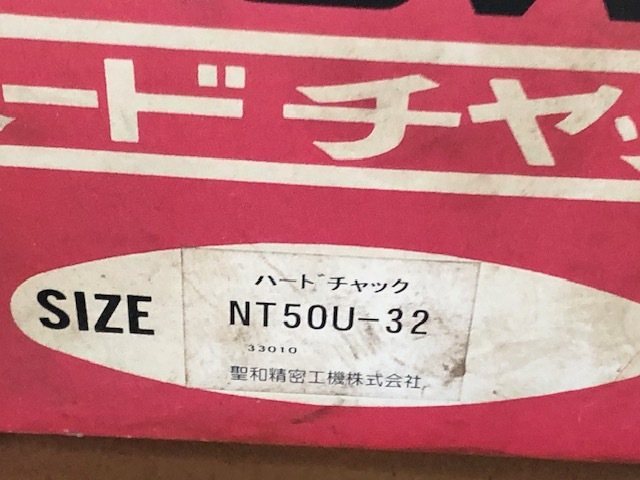 ード チャッ
SIZE
ハードチャック
NT50U-32
33010
聖和精密工機株式会社